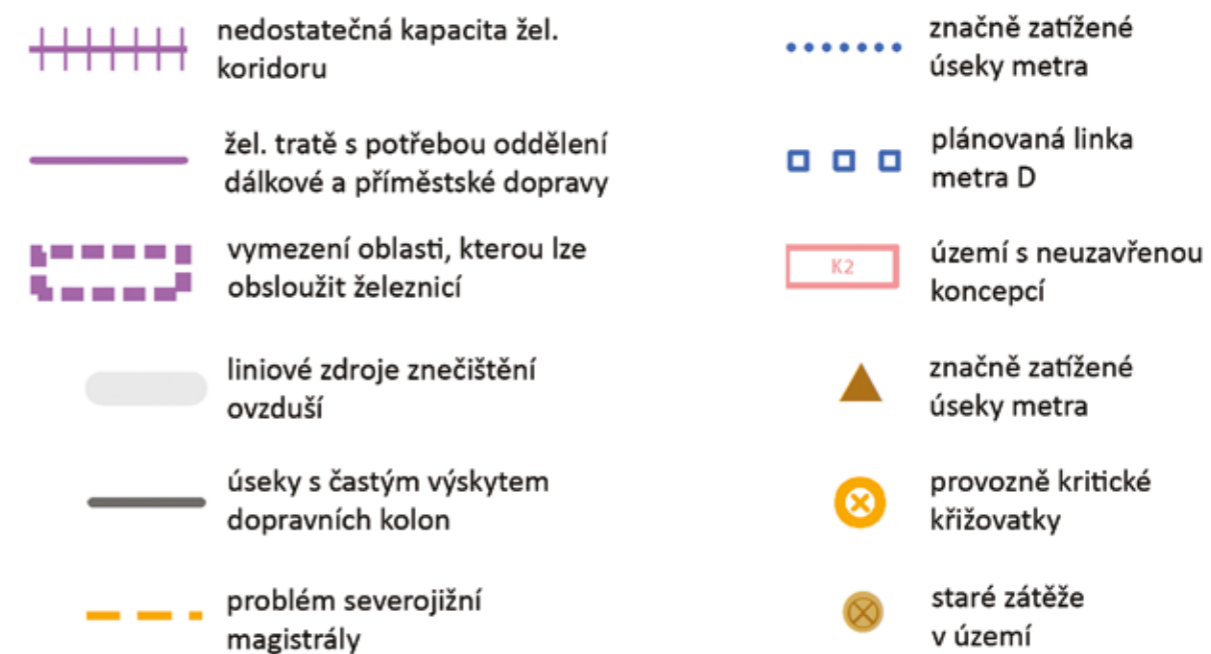 nedostatečná kapacita žel.
koridoru
žel. tratě s potřebou oddělení
dálkové a příměstské dopravy
vymezení oblasti, kterou lze
obsloužit železnicí
liniové zdroje znečištění
ovzduší
úseky s častým výskytem
dopravních kolon
problém severojižní
magistrály
značně zatížené
úseky metra
plánovaná linka
metra D
K2
území s neuzavřenou
koncepcí
značně zatížené
úseky metra
provozně kritické
křižovatky
staré zátěže
v území